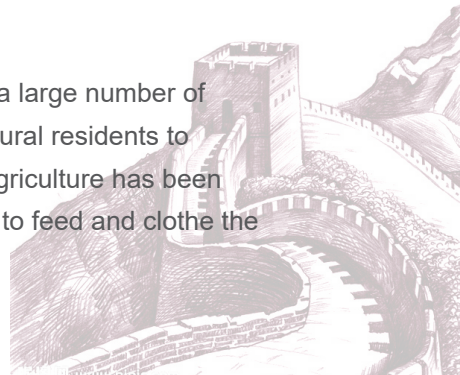 a large number of
ural residents to
griculture has been
to feed and clothe the